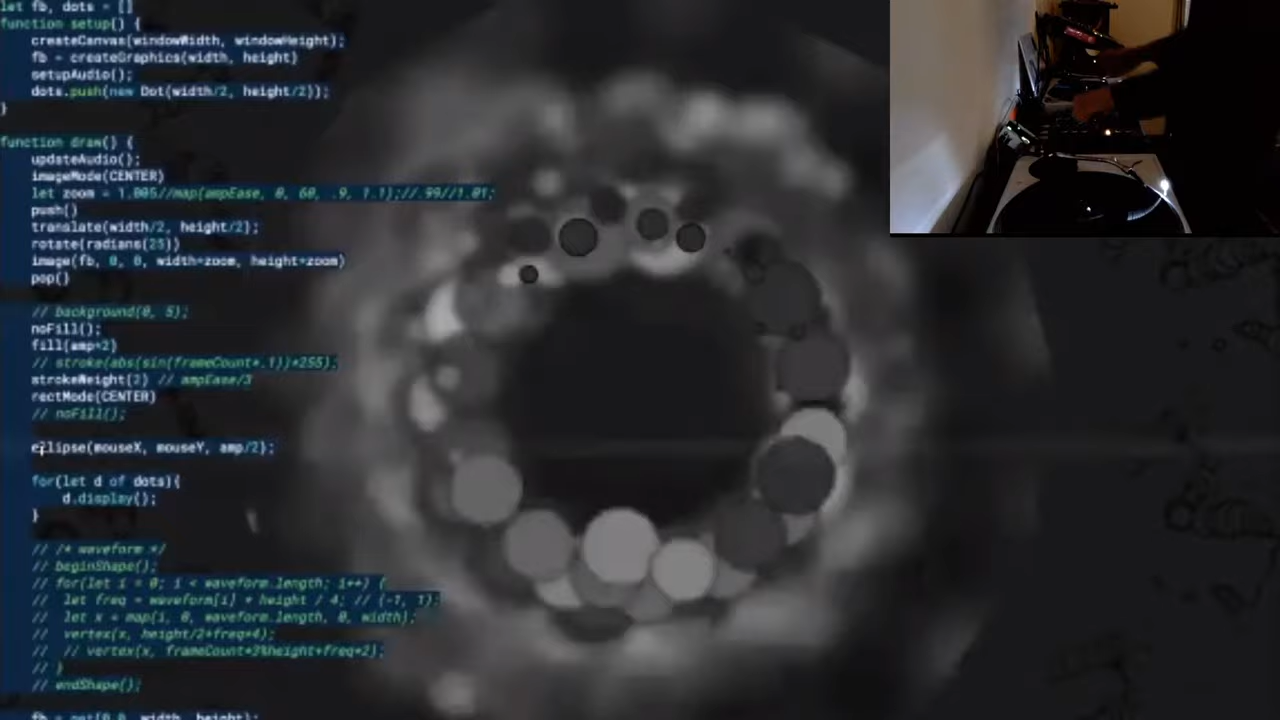 let fb, dots = []
function setup() {
createCanvas(windowWidth, windowHeight);
fb = createGraphics(width, height)
setupAudio();
dots.push(new Dot(width/2, height/2));
}
function draw() {
updateAudio();
imageMode(CENTER)
let zoom = 1.005//map(ampEase, 0, 60, .9, 1.1);//.99//1.01;
push()
translate(width/2, height/2);
rotate(radians(25))
image(fb, 0, 0, width*zoom, height*zoom)
pop()
// background(0, 5);
noFill();
fill(amp*2)
// stroke(abs(sin(frameCount*.1))*255);
strokeWeight(2) // ampEase/3
rectMode(CENTER)
// noFill();
ellipse(mouseX, mouseY, amp/2);
for(let d of dots){
d.display();
}
// /* waveform */
// beginShape();
// for(let i = 0; i < waveform.length; i++) {
// let freq = waveform[i] * height / 4; // (-1, 1);
// let x = map(i, 0, waveform.length, 0, width);
// vertex(x, height/2+freq*4);
// // vertex(x, frameCount*3%height+freq*2);
// }
// endShape();
fb = get(0,0, width, height);